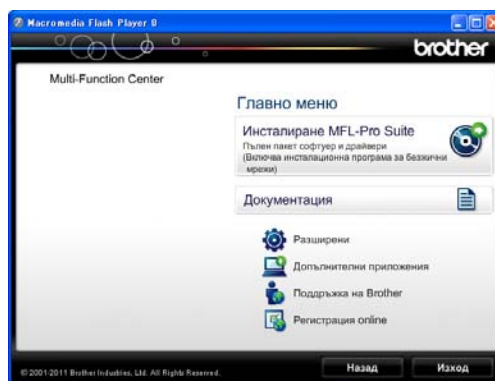 Macromedia Flash Player 8
brother
Multi-Function Center
Главно меню
Инсталиране MFL-Pro Suite
Пълен пакет софтуер и драйвери
(Включва инсталационна програма за безжични
мрежи)
Документация
Разширени
Допълнителни приложения
Поддръжка на Brother
Регистрация online
© 2001-2011 Brother Industries, Ltd. All Rights Reserved.
Назад
Изход